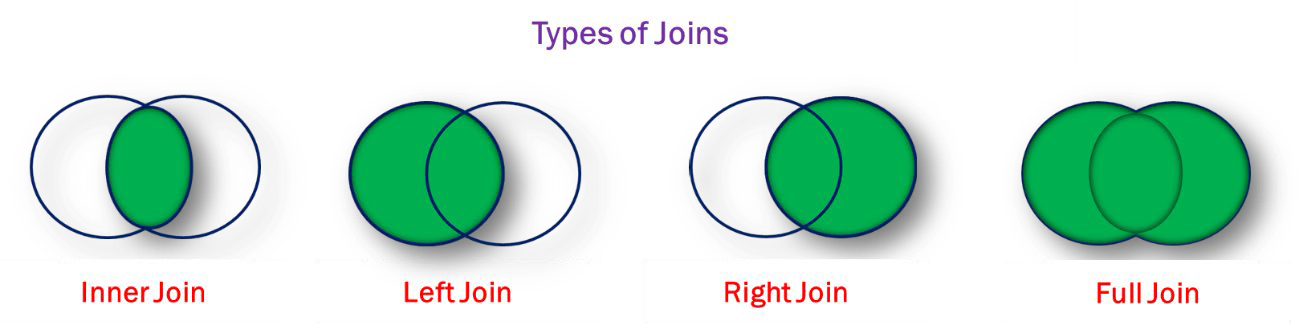 Types of Joins
Inner Join
Left Join
Right Join
Full Join